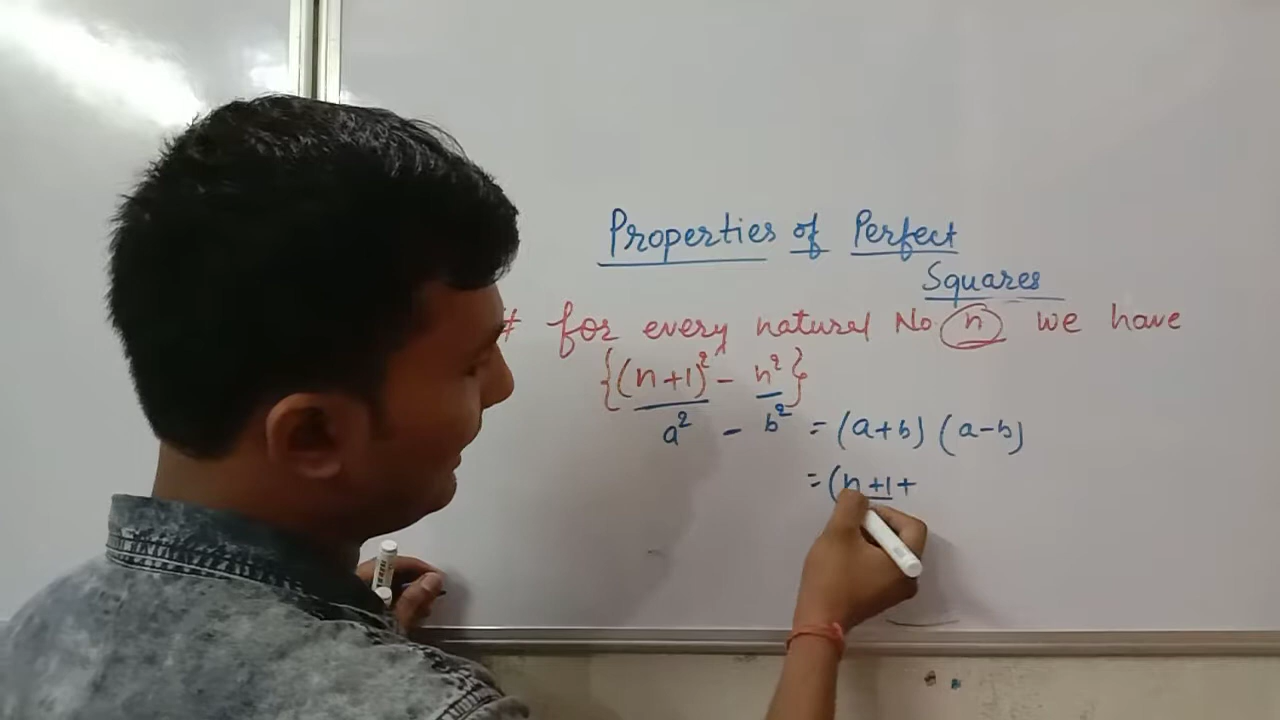 Properties of Perfect
Squares
# for every natural No n we have
{(n+1)² - n²}
a² - b² = (a+b) (a-b)
= (n+1+